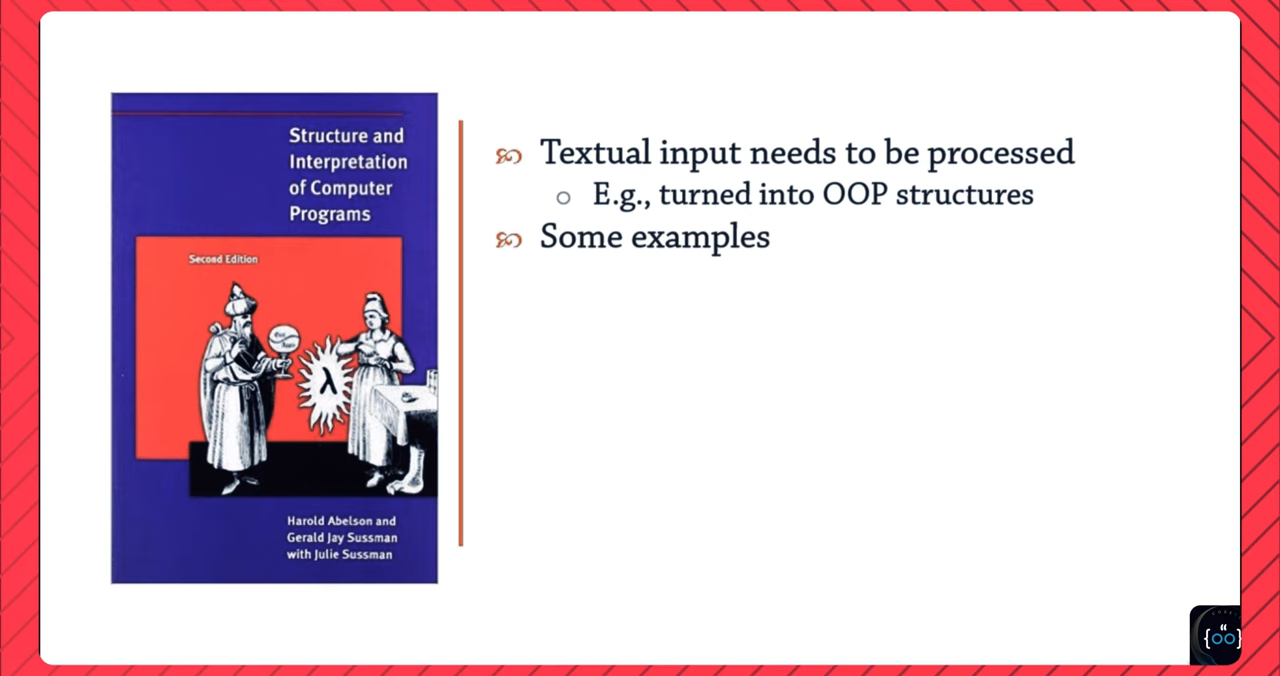 Structure and
Interpretation
of Computer
Programs
Second Edition
λ
Harold Abelson and
Gerald Jay Sussman
with Julie Sussman
Textual input needs to be processed
E.g., turned into OOP structures
Some examples